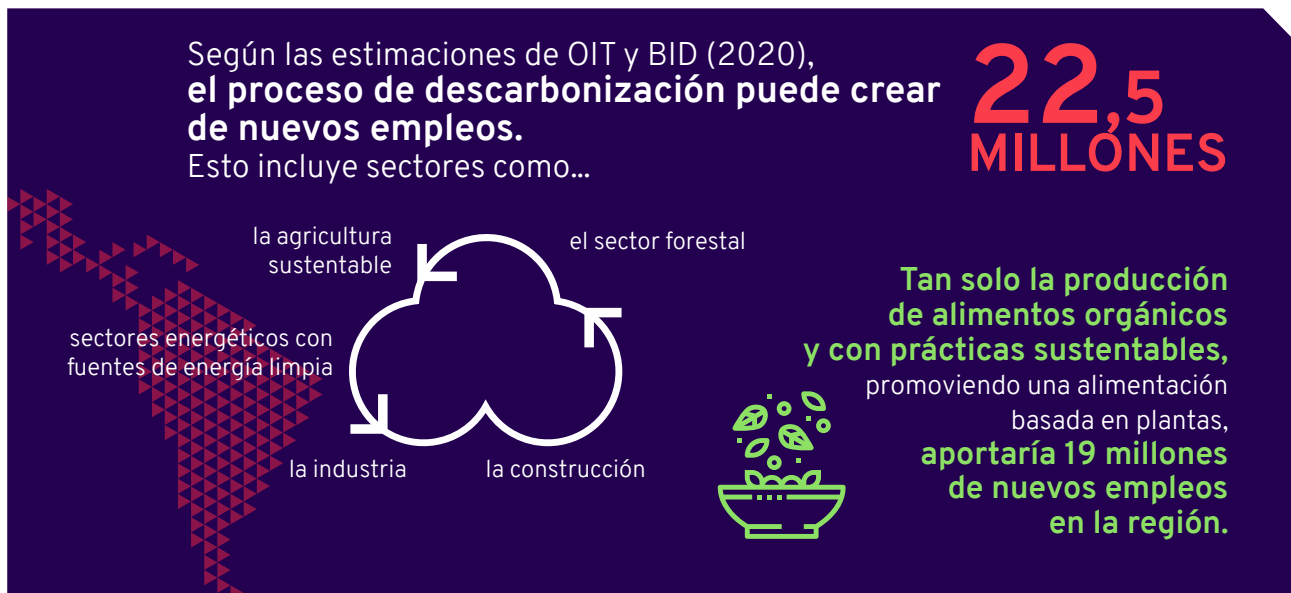 Según las estimaciones de OIT y BID (2020),
el proceso de descarbonización puede crear
de nuevos empleos.
Esto incluye sectores como...
22,5
MILLONES
la agricultura
sustentable
el sector forestal
sectores energéticos con
fuentes de energía limpia
la industria
la construcción
Tan solo la producción
de alimentos orgánicos
y con prácticas sustentables,
promoviendo una alimentación
basada en plantas,
aportaría 19 millones
de nuevos empleos
en la región.